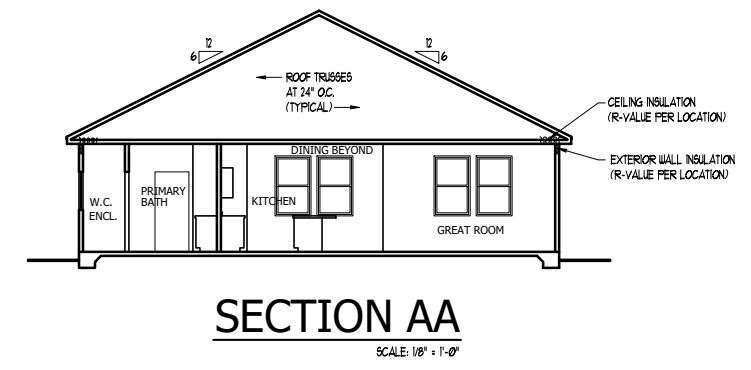 12
6
12
6
ROOF TRUSSES
AT 24" O.C.
(TYPICAL)
CEILING INSULATION
(R-VALUE PER LOCATION)
DINING BEYOND
EXTERIOR WALL INSULATION
(R-VALUE PER LOCATION)
W.C.
ENCL.
PRIMARY
BATH
KITCHEN
GREAT ROOM
SECTION AA
SCALE: 1/8" = 1'-0"